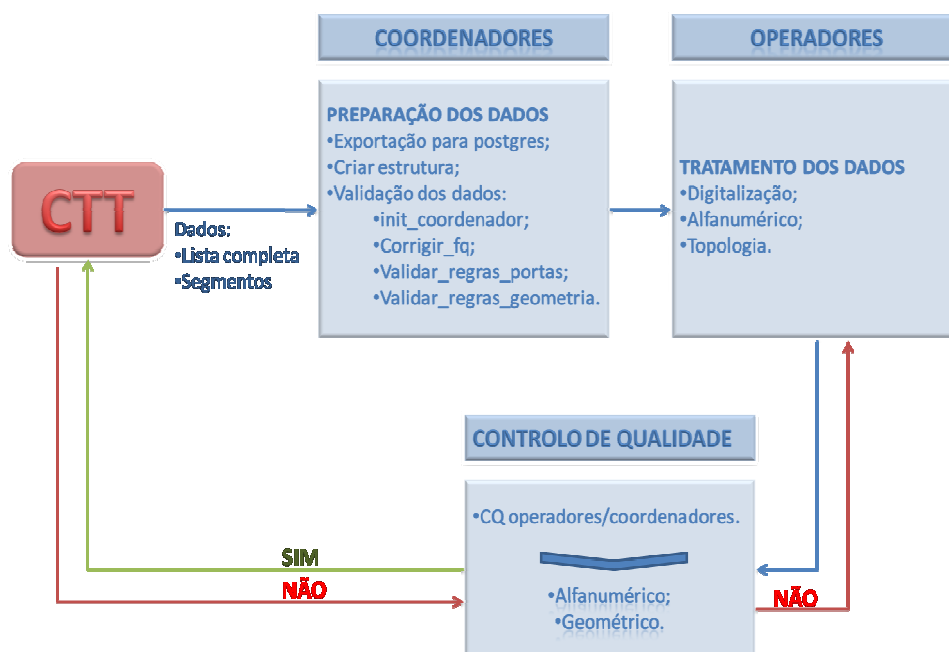 COORDENADORES
OPERADORES
PREPARAÇÃO DOS DADOS
•Exportação para postgres;
•Criar estrutura;
•Validação dos dados:
•init_coordenador;
•Corrigir_fq;
•Validar_regras_portas;
•Validar_regras_geometria.
TRATAMENTO DOS DADOS
•Digitalização;
•Alfanumérico;
•Topologia.
CTT
Dados:
•Lista completa
•Segmentos
CONTROLO DE QUALIDADE
•CQ operadores/coordenadores.
•Alfanumérico;
•Geométrico.
SIM
NÃO
NÃO